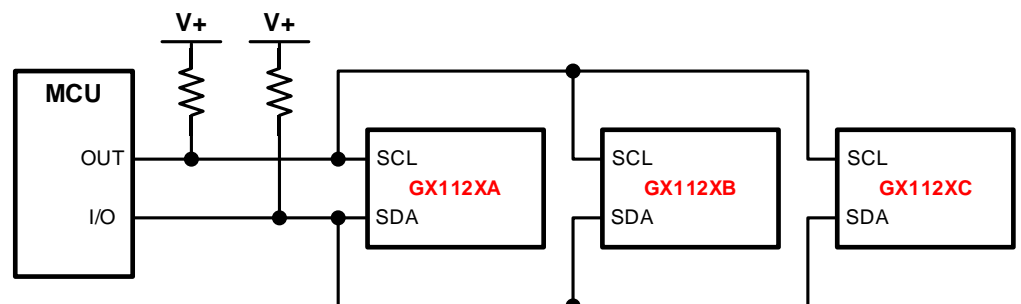 V+ V+
MCU
OUT SCL SCL SCL
GX112XA GX112XB GX112XC
I/O SDA SDA SDA